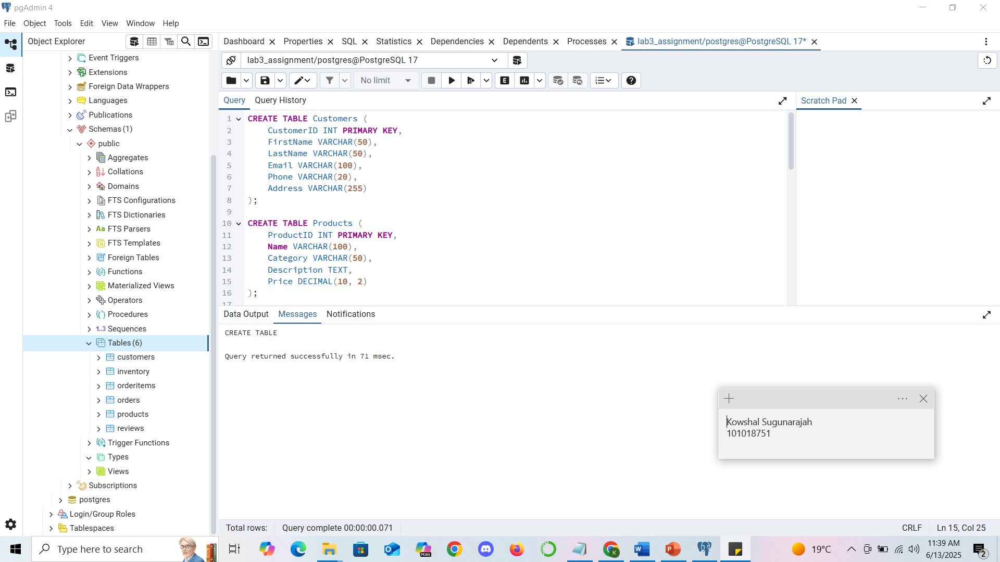 pgAdmin 4
File Object Tools Edit View Window Help
Object Explorer
Dashboard Properties SQL Statistics Dependencies Dependents Processes lab3_assignment/postgres@PostgreSQL 17*
Event Triggers
Extensions
Foreign Data Wrappers
Languages
Publications
Schemas (1)
public
Aggregates
Collations
Domains
FTS Configurations
FTS Dictionaries
Aa FTS Parsers
FTS Templates
Foreign Tables
Functions
Materialized Views
Operators
Procedures
1..3 Sequences
Tables (6)
customers
inventory
orderitems
orders
products
reviews
Trigger Functions
Types
Views
Subscriptions
postgres
Login/Group Roles
Tablespaces
lab3_assignment/postgres@PostgreSQL 17
No limit
E
Query Query History
Scratch Pad
1 CREATE TABLE Customers (
2 CustomerID INT PRIMARY KEY,
3 FirstName VARCHAR(50),
4 LastName VARCHAR(50),
5 Email VARCHAR(100),
6 Phone VARCHAR(20),
7 Address VARCHAR(255)
8 );
9
10 CREATE TABLE Products (
11 ProductID INT PRIMARY KEY,
12 Name VARCHAR(100),
13 Category VARCHAR(50),
14 Description TEXT,
15 Price DECIMAL(10, 2)
16 );
17
Data Output Messages Notifications
CREATE TABLE
Query returned successfully in 71 msec.
Kowshal Sugunarajah
101018751
Total rows: Query complete 00:00:00.071 CRLF Ln 15, Col 25
Type here to search
M365
K
19°C
11:39 AM
6/13/2025
2